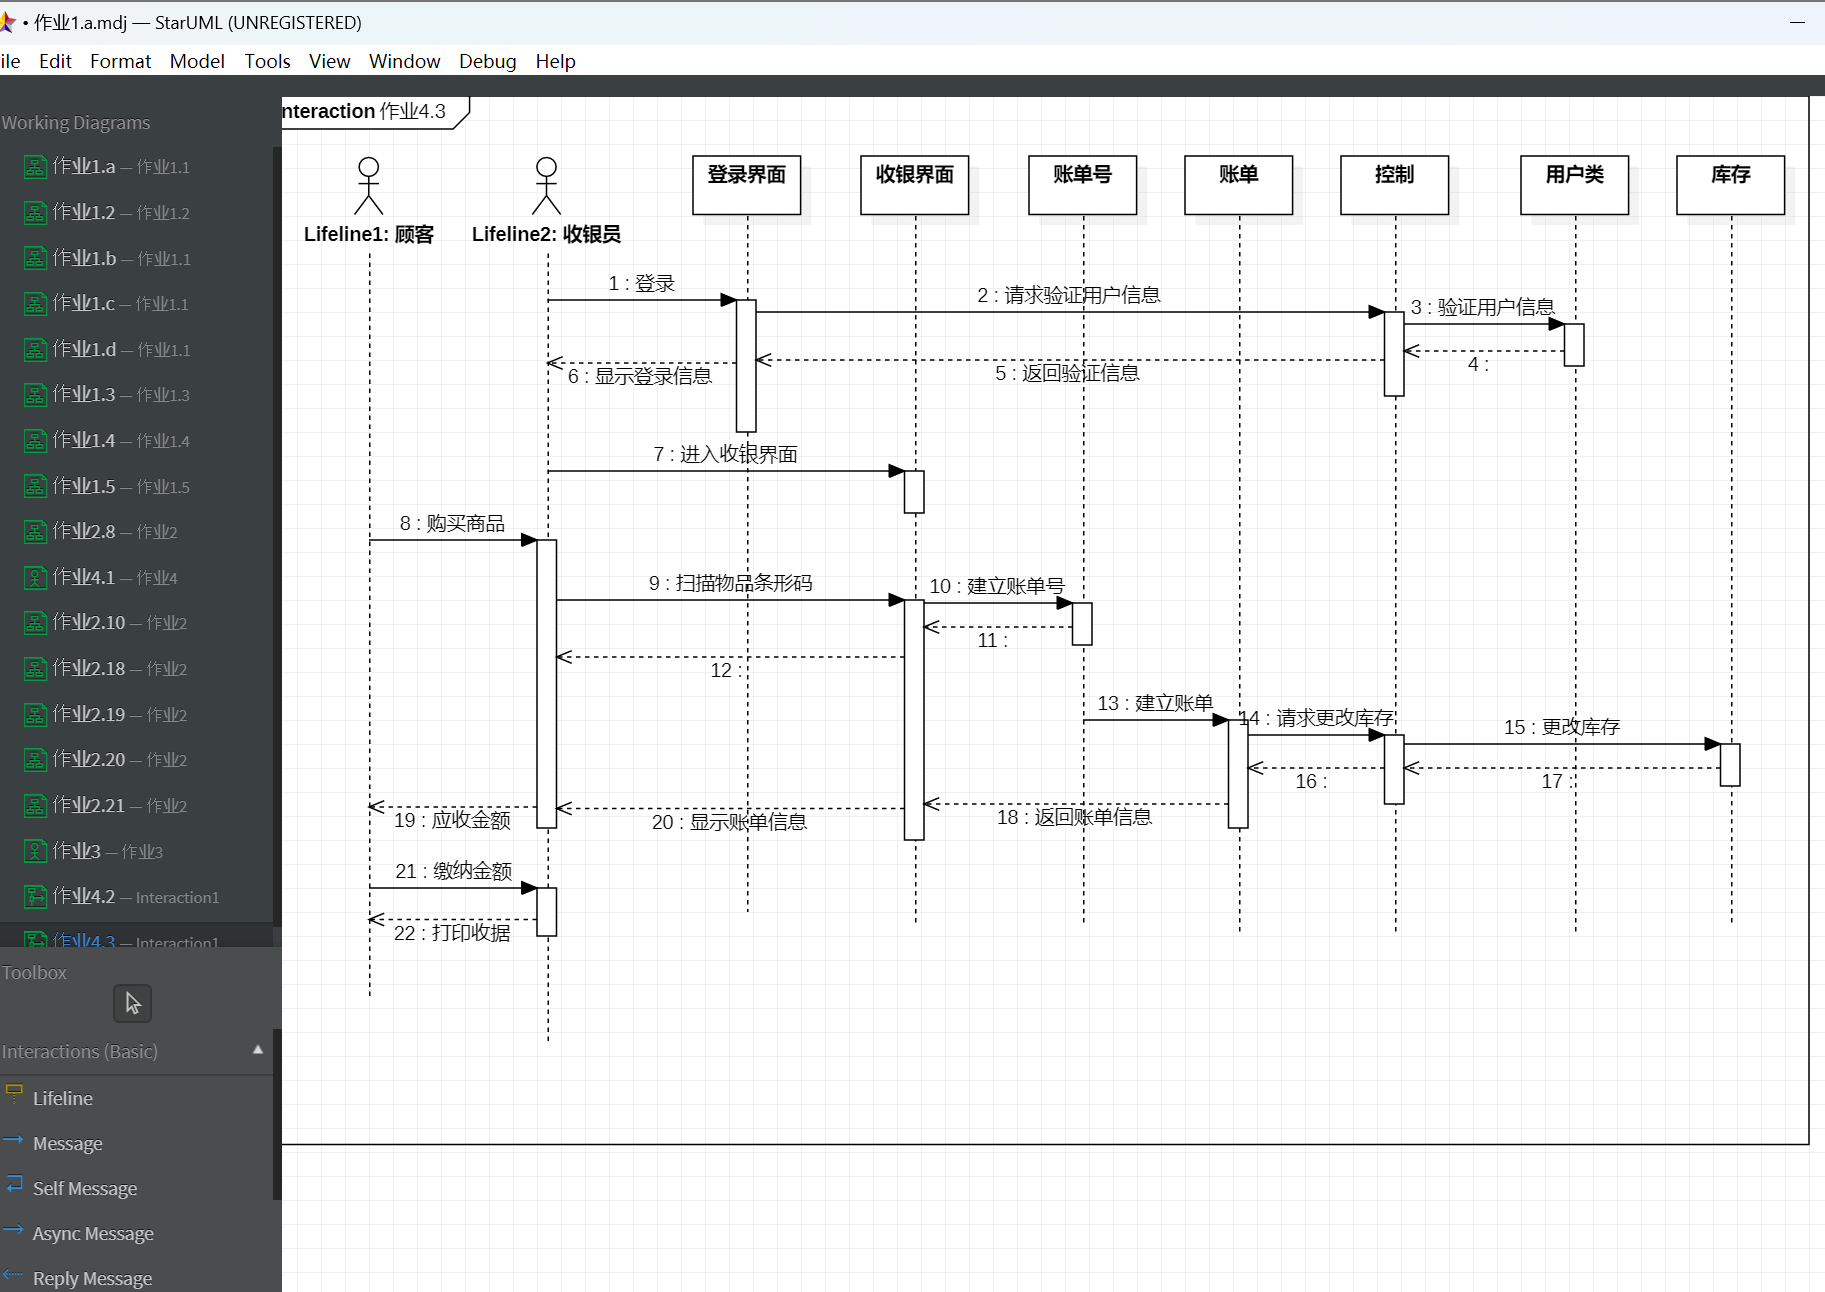 • 作业1.a.mdj — StarUML (UNREGISTERED)
ile Edit Format Model Tools View Window Debug Help
Working Diagrams
作业1.a — 作业1.1
作业1.2 — 作业1.2
作业1.b — 作业1.1
作业1.c — 作业1.1
作业1.d — 作业1.1
作业1.3 — 作业1.3
作业1.4 — 作业1.4
作业1.5 — 作业1.5
作业2.8 — 作业2
作业4.1 — 作业4
作业2.10 — 作业2
作业2.18 — 作业2
作业2.19 — 作业2
作业2.20 — 作业2
作业2.21 — 作业2
作业3 — 作业3
作业4.2 — Interaction1
作业4.3 — Interaction1
Toolbox
Interactions (Basic)
Lifeline
Message
Self Message
Async Message
Reply Message
nteraction 作业4.3
Lifeline1: 顾客
Lifeline2: 收银员
登录界面
收银界面
账单号
账单
控制
用户类
库存
1 : 登录
2 : 请求验证用户信息
3 : 验证用户信息
4 :
5 : 返回验证信息
6 : 显示登录信息
7 : 进入收银界面
8 : 购买商品
9 : 扫描物品条形码
10 : 建立账单号
11 :
12 :
13 : 建立账单
14 : 请求更改库存
15 : 更改库存
16 :
17 :
18 : 返回账单信息
19 : 应收金额
20 : 显示账单信息
21 : 缴纳金额
22 : 打印收据